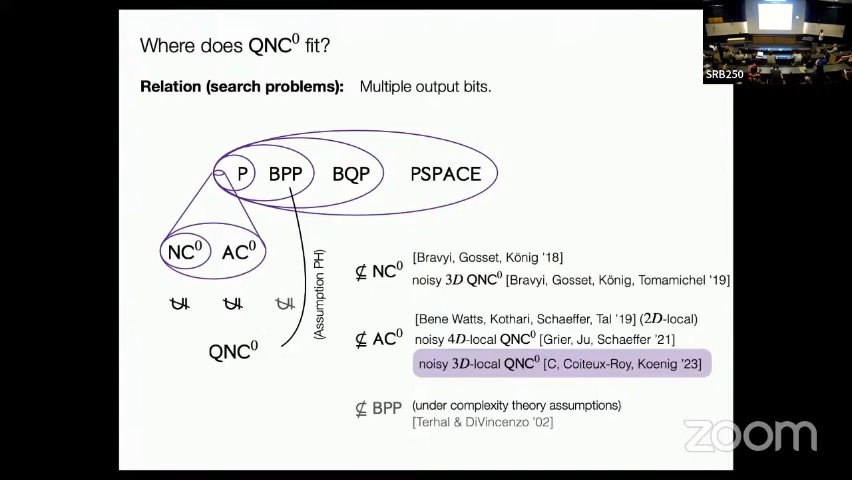 Where does QNC⁰ fit?
SRB250
Relation (search problems): Multiple output bits.
P BPP BQP PSPACE
NC⁰ AC⁰
(Assumption PH)
QNC⁰
⊈ NC⁰
[Bravyi, Gosset, König '18]
noisy 3D QNC⁰ [Bravyi, Gosset, König, Tomamichel '19]
⊈ AC⁰
[Bene Watts, Kothari, Schaeffer, Tal '19] (2D-local)
noisy 4D-local QNC⁰ [Grier, Ju, Schaeffer '21]
noisy 3D-local QNC⁰ [C, Coiteux-Roy, Koenig '23]
⊈ BPP
(under complexity theory assumptions)
[Terhal & DiVincenzo '02]
zoom